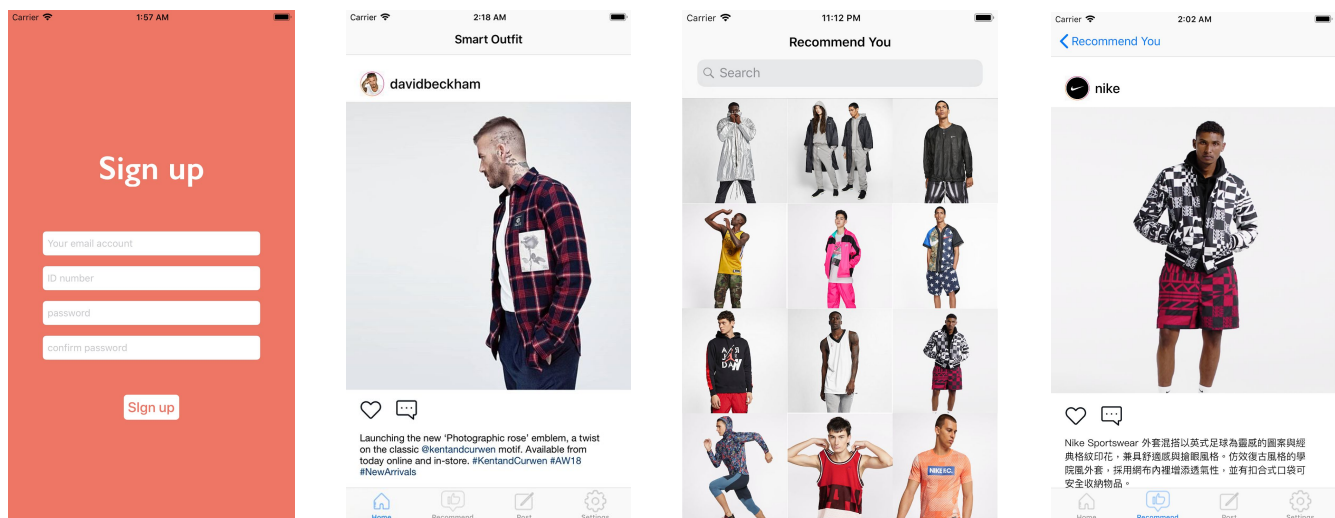 Carrier 1:57 AM
Sign up
Your email account
ID number
password
confirm password
SIgn up
Carrier 2:18 AM
Smart Outfit
davidbeckham
Launching the new ‘Photographic rose’ emblem, a twist
on the classic @kentandcurwen motif. Available from
today online and in-store. #KentandCurwen #AW18
#NewArrivals
Home Recommend Post Settings
Carrier 11:12 PM
Recommend You
Search
Carrier 2:02 AM
Recommend You
nike
Nike Sportswear 外套混搭以英式足球為靈感的圖案與經
典格紋印花，兼具舒適感與搶眼風格。仿效復古風格的學
院風外套，採用網布內裡增添透氣性，並有扣合式口袋可
安全收納物品。
Home Recommend Post Settings